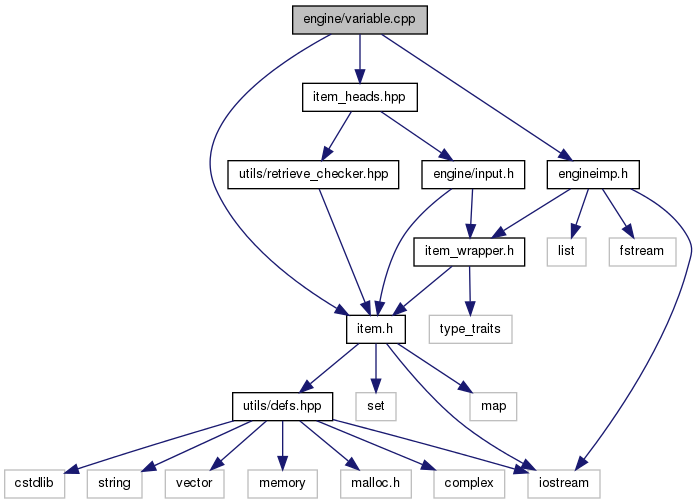 engine/variable.cpp
item_heads.hpp
utils/retrieve_checker.hpp
engine/input.h
engineimp.h
item_wrapper.h
list
fstream
item.h
type_traits
utils/defs.hpp
set
map
cstdlib
string
vector
memory
malloc.h
complex
iostream